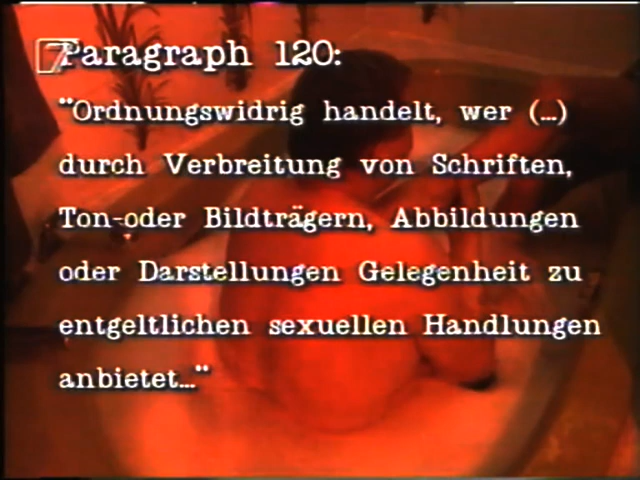 Paragraph 120:
"Ordnungswidrig handelt, wer (...)
durch Verbreitung von Schriften,
Ton-oder Bildträgern, Abbildungen
oder Darstellungen Gelegenheit zu
entgeltlichen sexuellen Handlungen
anbietet..."
7